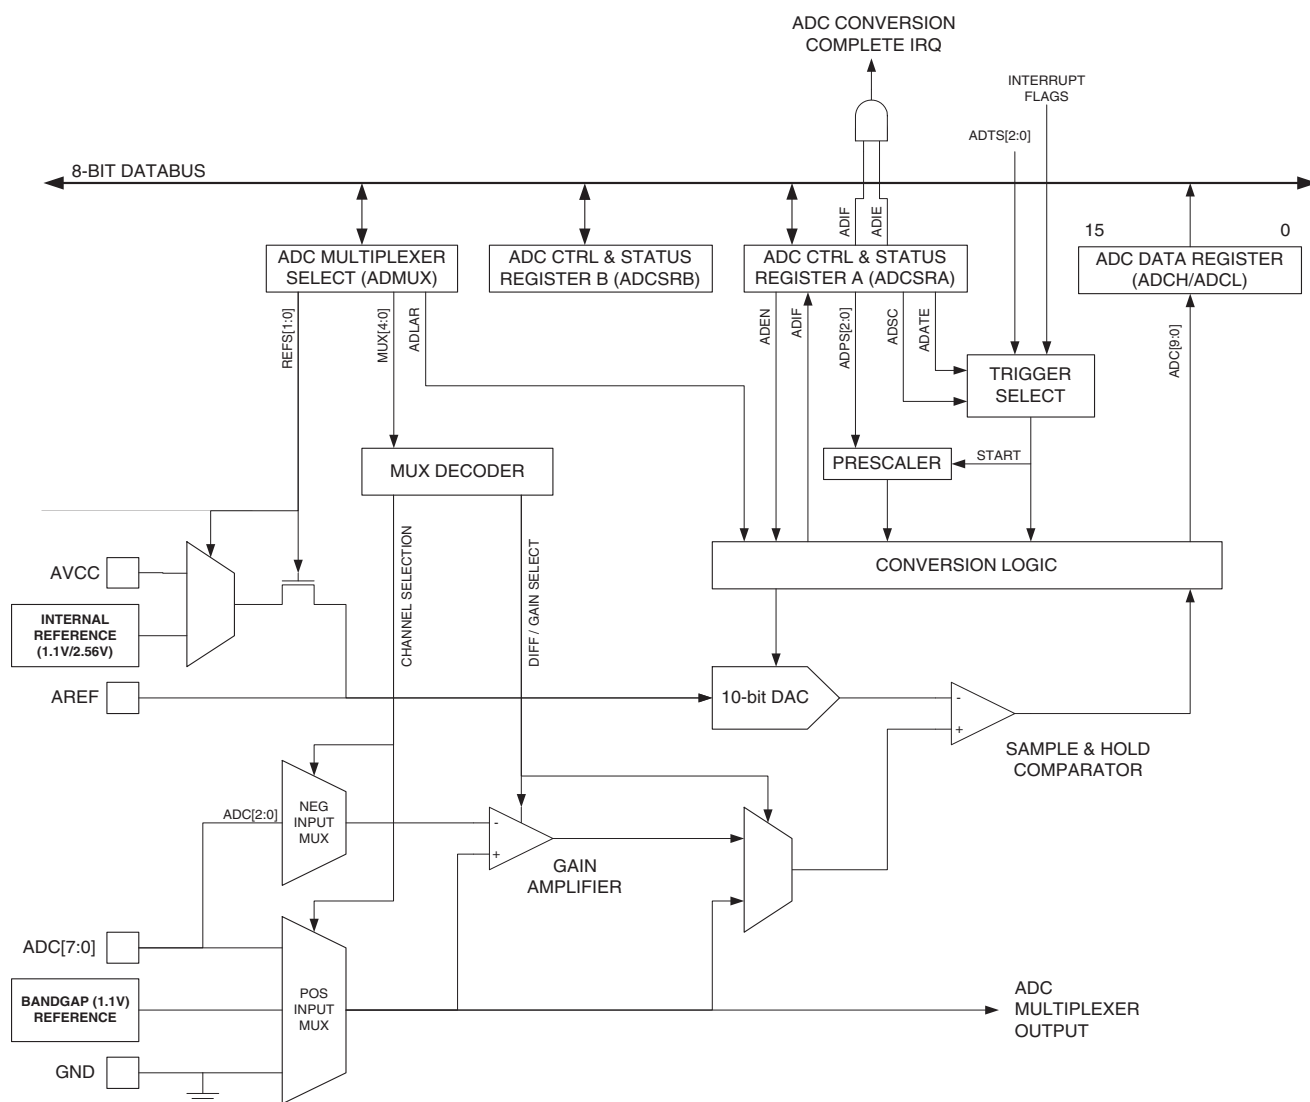 ADC CONVERSION
COMPLETE IRQ
INTERRUPT
FLAGS
ADTS[2:0]
8-BIT DATABUS
ADIF
ADIE
15
0
ADC MULTIPLEXER
SELECT (ADMUX)
ADC CTRL & STATUS
REGISTER B (ADCSRB)
ADC CTRL & STATUS
REGISTER A (ADCSRA)
ADC DATA REGISTER
(ADCH/ADCL)
REFS[1:0]
MUX[4:0]
ADLAR
ADEN
ADIF
ADPS[2:0]
ADSC
ADATE
ADC[9:0]
TRIGGER
SELECT
MUX DECODER
PRESCALER
START
CHANNEL SELECTION
DIFF / GAIN SELECT
CONVERSION LOGIC
AVCC
INTERNAL
REFERENCE
(1.1V/2.56V)
AREF
10-bit DAC
-
+
SAMPLE & HOLD
COMPARATOR
ADC[2:0]
NEG
INPUT
MUX
-
+
GAIN
AMPLIFIER
ADC[7:0]
BANDGAP (1.1V)
REFERENCE
POS
INPUT
MUX
ADC
MULTIPLEXER
OUTPUT
GND